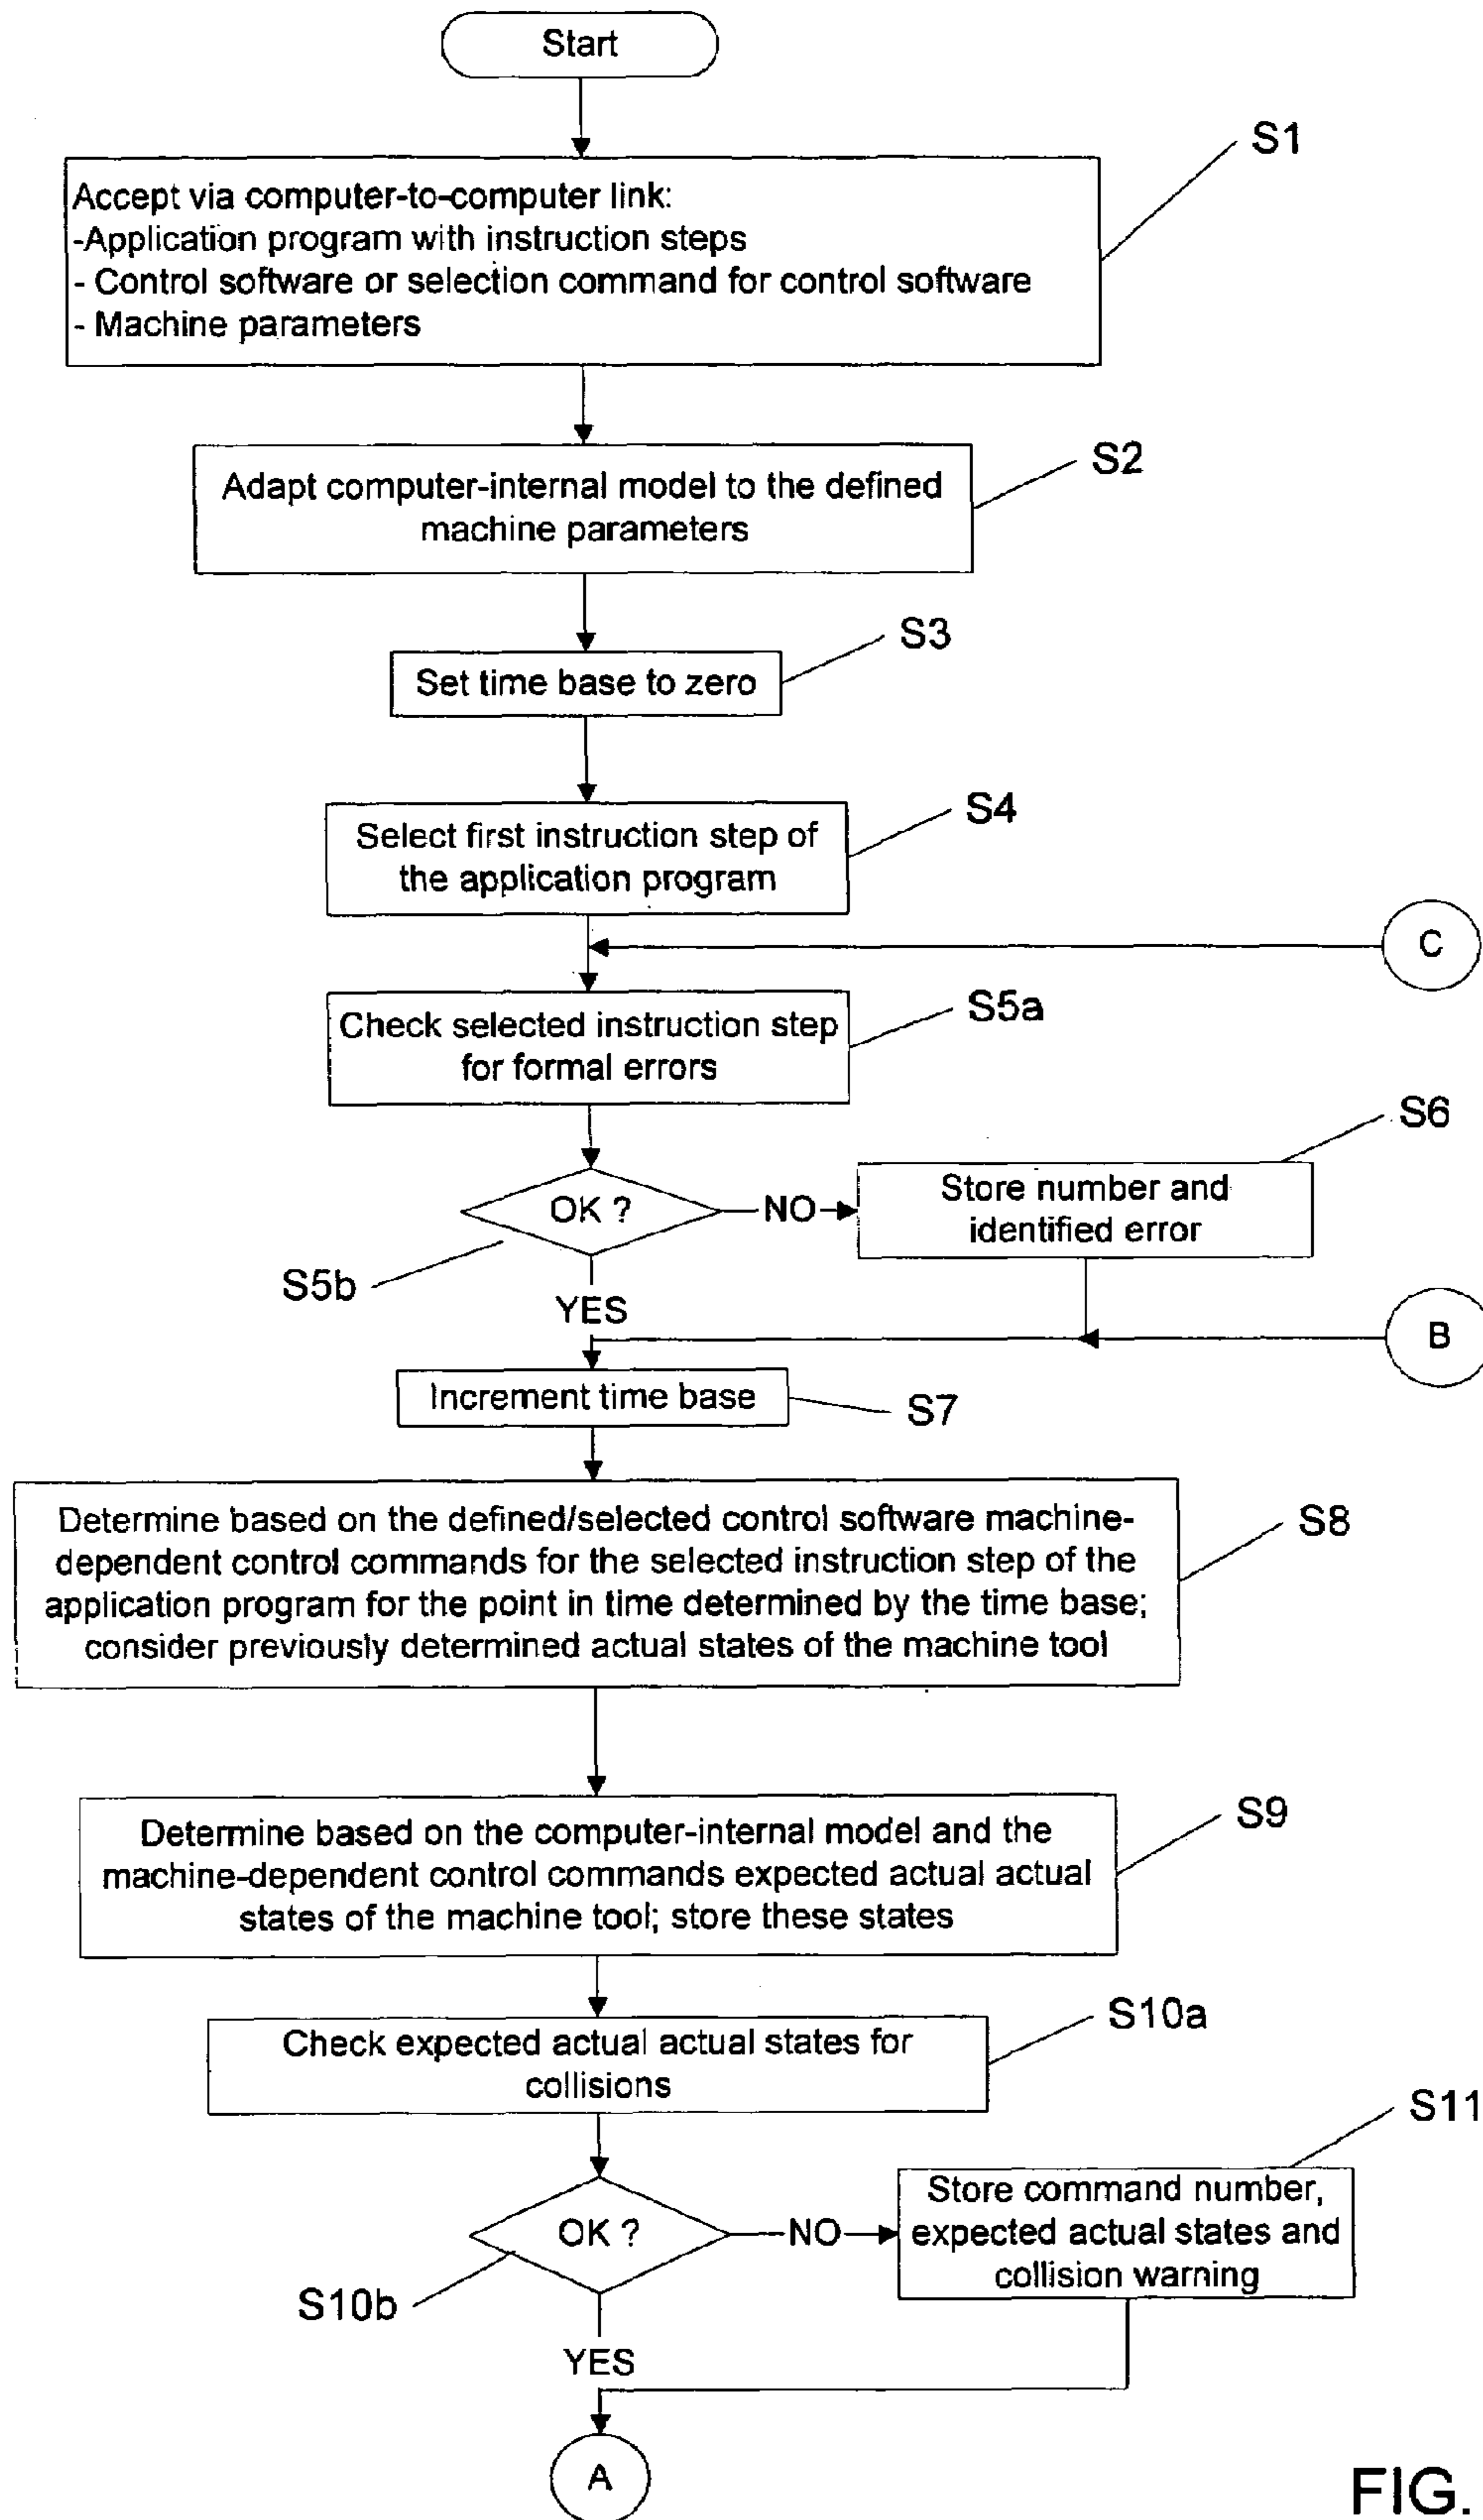 Start
S1
Accept via computer-to-computer link:
-Application program with instruction steps
- Control software or selection command for control software
- Machine parameters
S2
Adapt computer-internal model to the defined
machine parameters
S3
Set time base to zero
S4
Select first instruction step of
the application program
C
S5a
Check selected instruction step
for formal errors
S6
OK ?
NO
Store number and
identified error
S5b
YES
B
Increment time base
S7
Determine based on the defined/selected control software machine-
dependent control commands for the selected instruction step of the
application program for the point in time determined by the time base;
consider previously determined actual states of the machine tool
S8
Determine based on the computer-internal model and the
machine-dependent control commands expected actual actual
states of the machine tool; store these states
S9
S10a
Check expected actual actual states for
collisions
S11
OK ?
NO
Store command number,
expected actual states and
collision warning
S10b
YES
A
FIG.